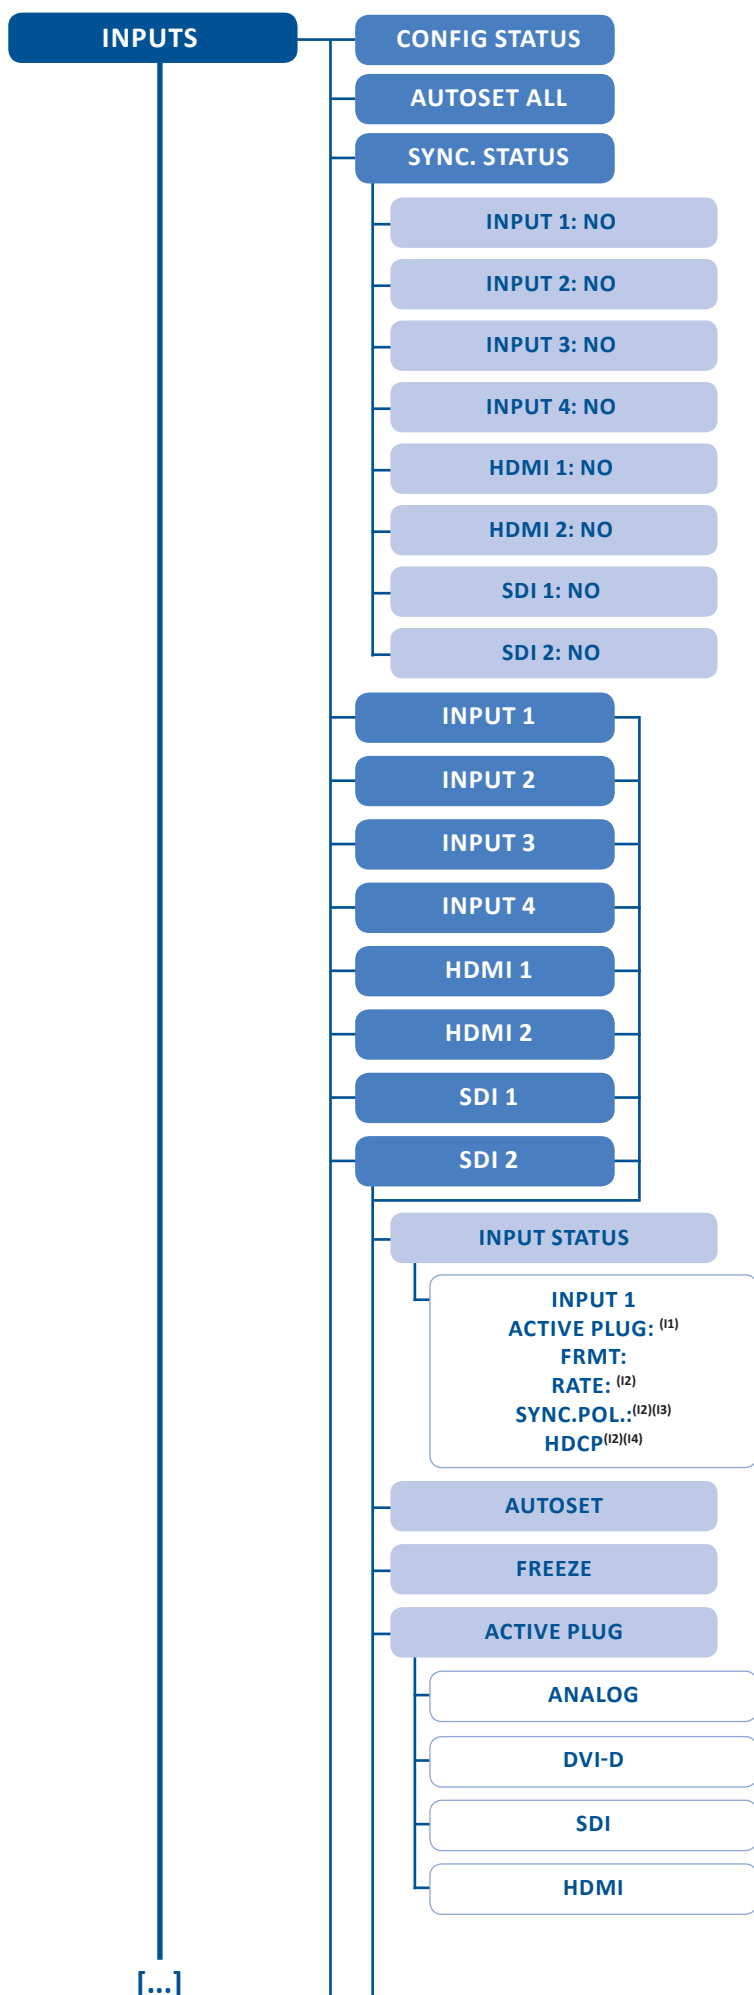 INPUTS
CONFIG STATUS
AUTOSET ALL
SYNC. STATUS
INPUT 1: NO
INPUT 2: NO
INPUT 3: NO
INPUT 4: NO
HDMI 1: NO
HDMI 2: NO
SDI 1: NO
SDI 2: NO
INPUT 1
INPUT 2
INPUT 3
INPUT 4
HDMI 1
HDMI 2
SDI 1
SDI 2
INPUT STATUS
INPUT 1
ACTIVE PLUG: (I1)
FRMT:
RATE: (I2)
SYNC.POL.:(I2)(I3)
HDCP(I2)(I4)
AUTOSET
FREEZE
ACTIVE PLUG
ANALOG
DVI-D
SDI
HDMI
[...]